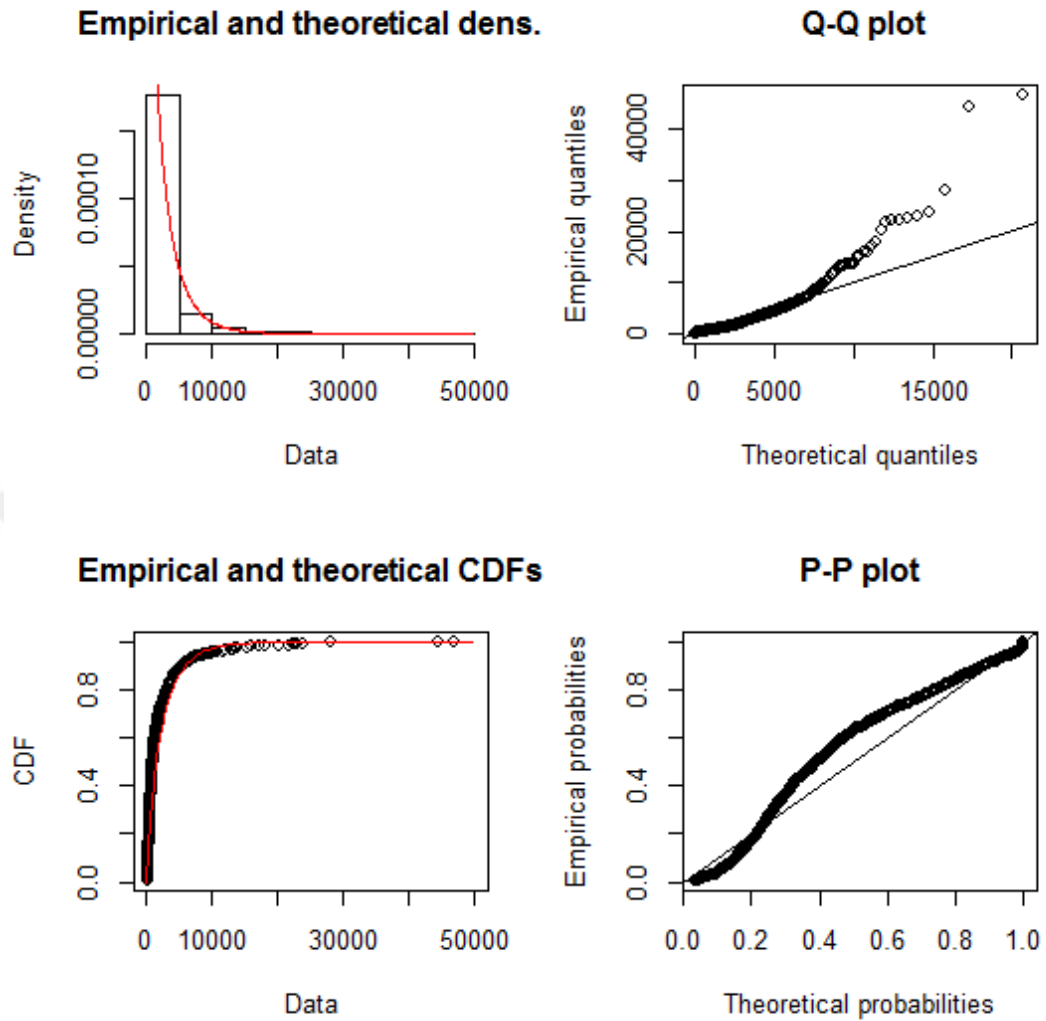 Empirical and theoretical dens.
Density
0.00000 0.00010
0 10000 30000 50000
Data
Q-Q plot
Empirical quantiles
0 20000 40000
0 5000 15000
Theoretical quantiles
Empirical and theoretical CDFs
CDF
0.0 0.4 0.8
0 10000 30000 50000
Data
P-P plot
Empirical probabilities
0.0 0.4 0.8
0.0 0.2 0.4 0.6 0.8 1.0
Theoretical probabilities